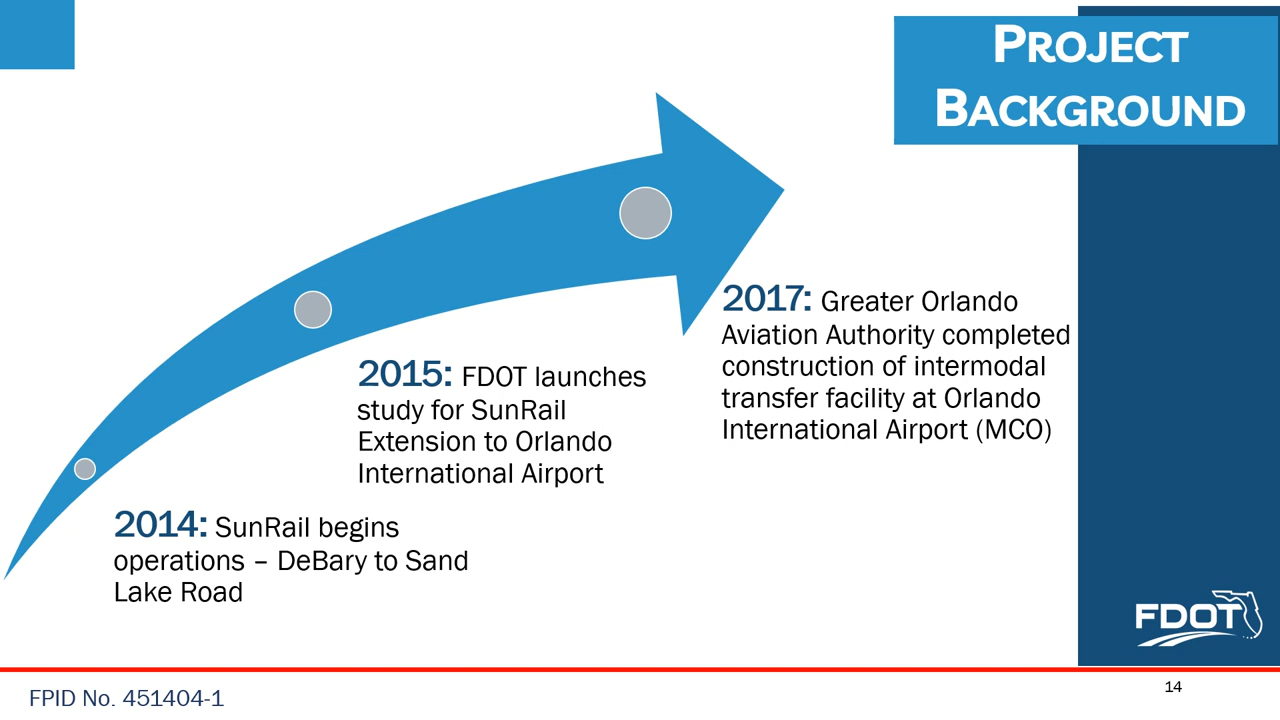 PROJECT
BACKGROUND
2014: SunRail begins
operations – DeBary to Sand
Lake Road
2015: FDOT launches
study for SunRail
Extension to Orlando
International Airport
2017: Greater Orlando
Aviation Authority completed
construction of intermodal
transfer facility at Orlando
International Airport (MCO)
FDOT
FPID No. 451404-1
14